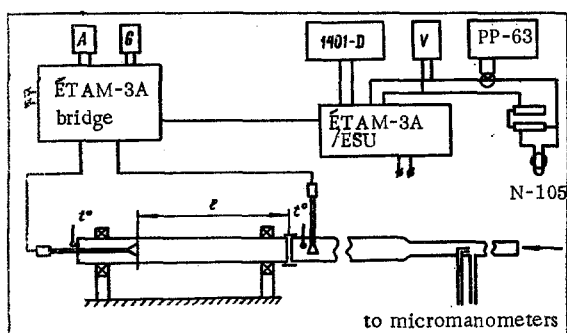 A
G
1401-D
V
PP-63
ÉTAM-3A
bridge
ÉTAM-3A
/ESU
N-105
t°
ℓ
t°
to micromanometers